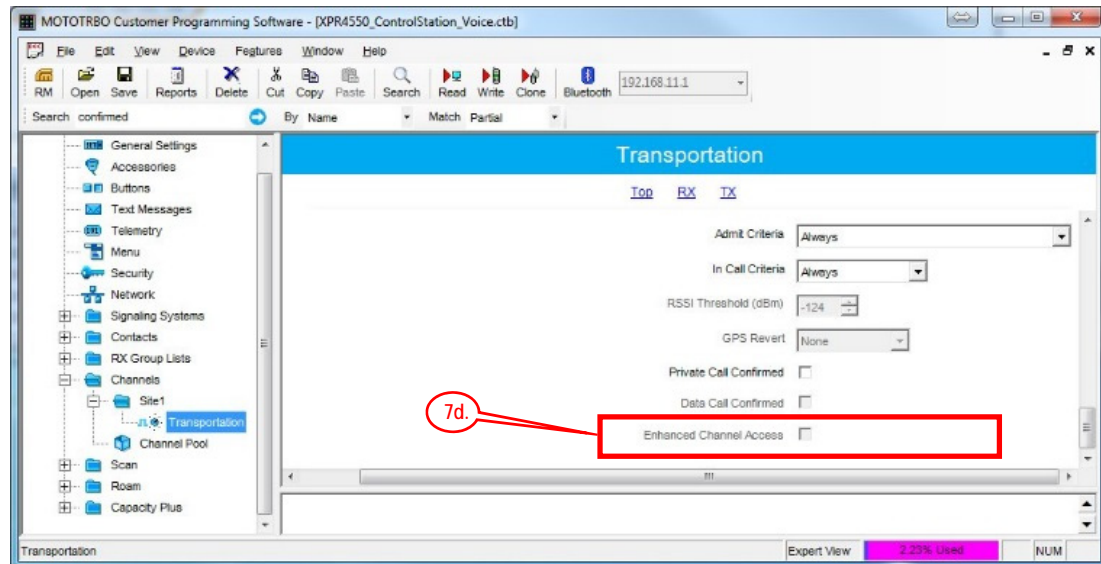 MOTOTRBO Customer Programming Software - [XPR4550_ControlStation_Voice.ctb]
File Edit View Device Features Window Help
RM Open Save Reports Delete Cut Copy Paste Search Read Write Clone Bluetooth 192.168.11.1
Search confirmed By Name Match Partial
General Settings
Accessories
Buttons
Text Messages
Telemetry
Menu
Security
Network
Signaling Systems
Contacts
RX Group Lists
Channels
Site1
Transportation
Channel Pool
Scan
Roam
Capacity Plus
Transportation
Top RX TX
Admit Criteria Always
In Call Criteria Always
RSSI Threshold (dBm) -124
GPS Revert None
Private Call Confirmed
Data Call Confirmed
7d.
Enhanced Channel Access
Transportation Expert View 2.23% Used NUM